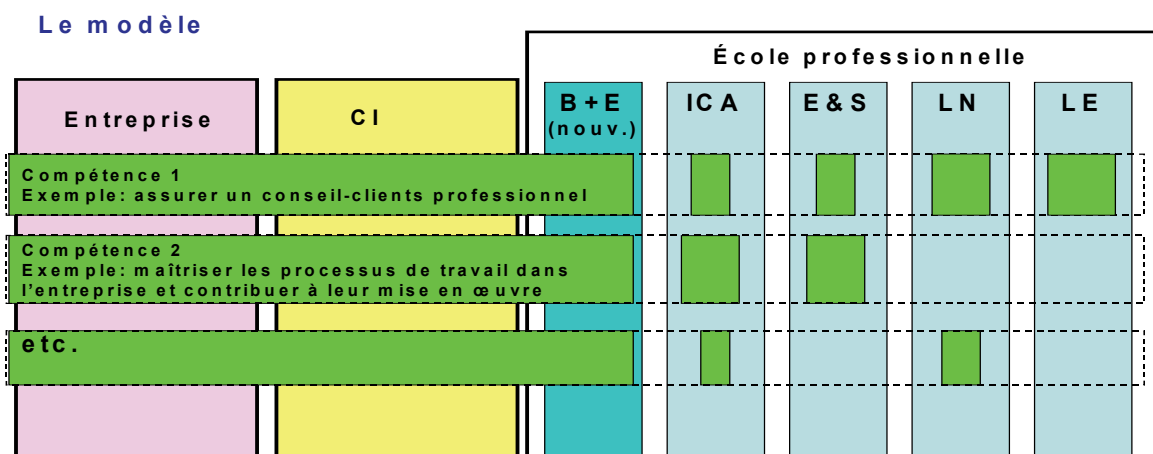 Le modèle
École professionnelle
Entreprise
CI
B + E
(nouv.)
ICA
E & S
LN
LE
Compétence 1
Exemple: assurer un conseil-clients professionnel
Compétence 2
Exemple: maîtriser les processus de travail dans
l'entreprise et contribuer à leur mise en œuvre
etc.